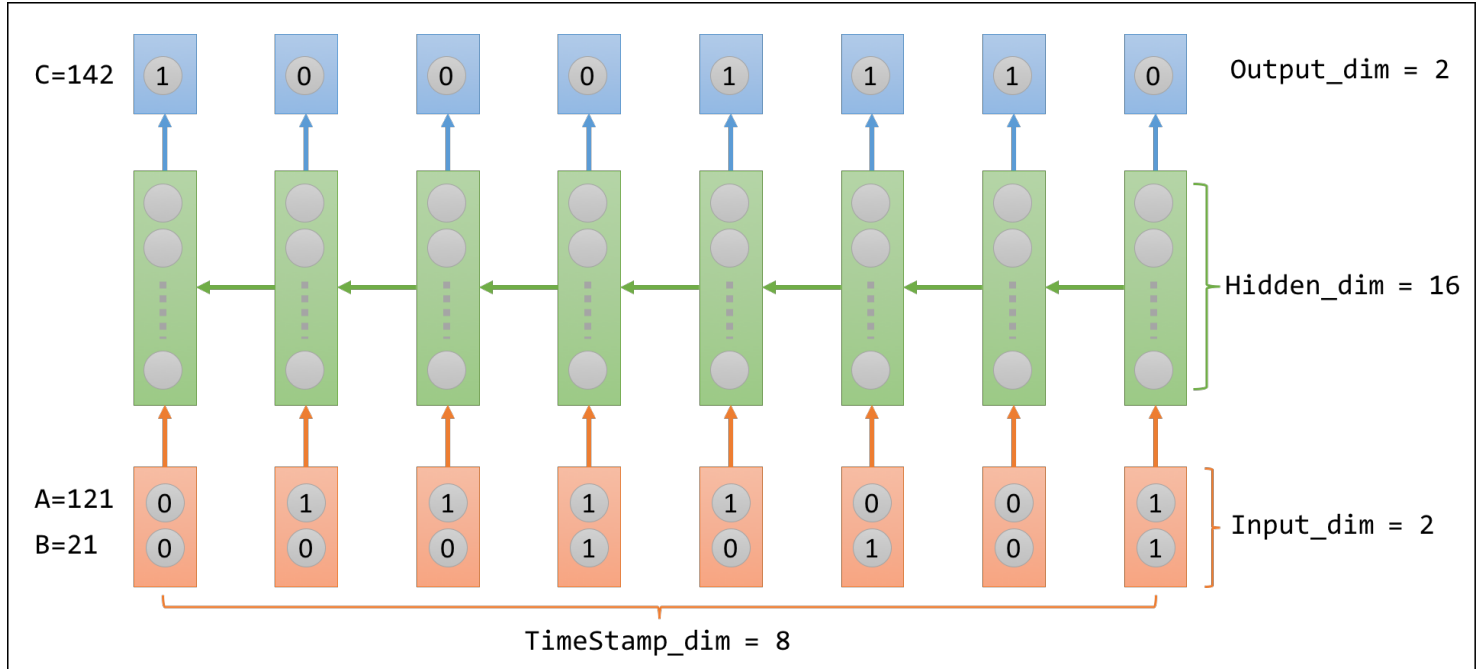 C=142 1 0 0 0 1 1 1 0 Output_dim = 2
Hidden_dim = 16
A=121 0 1 1 1 1 0 0 1
B=21 0 0 0 1 0 1 0 1
Input_dim = 2
TimeStamp_dim = 8